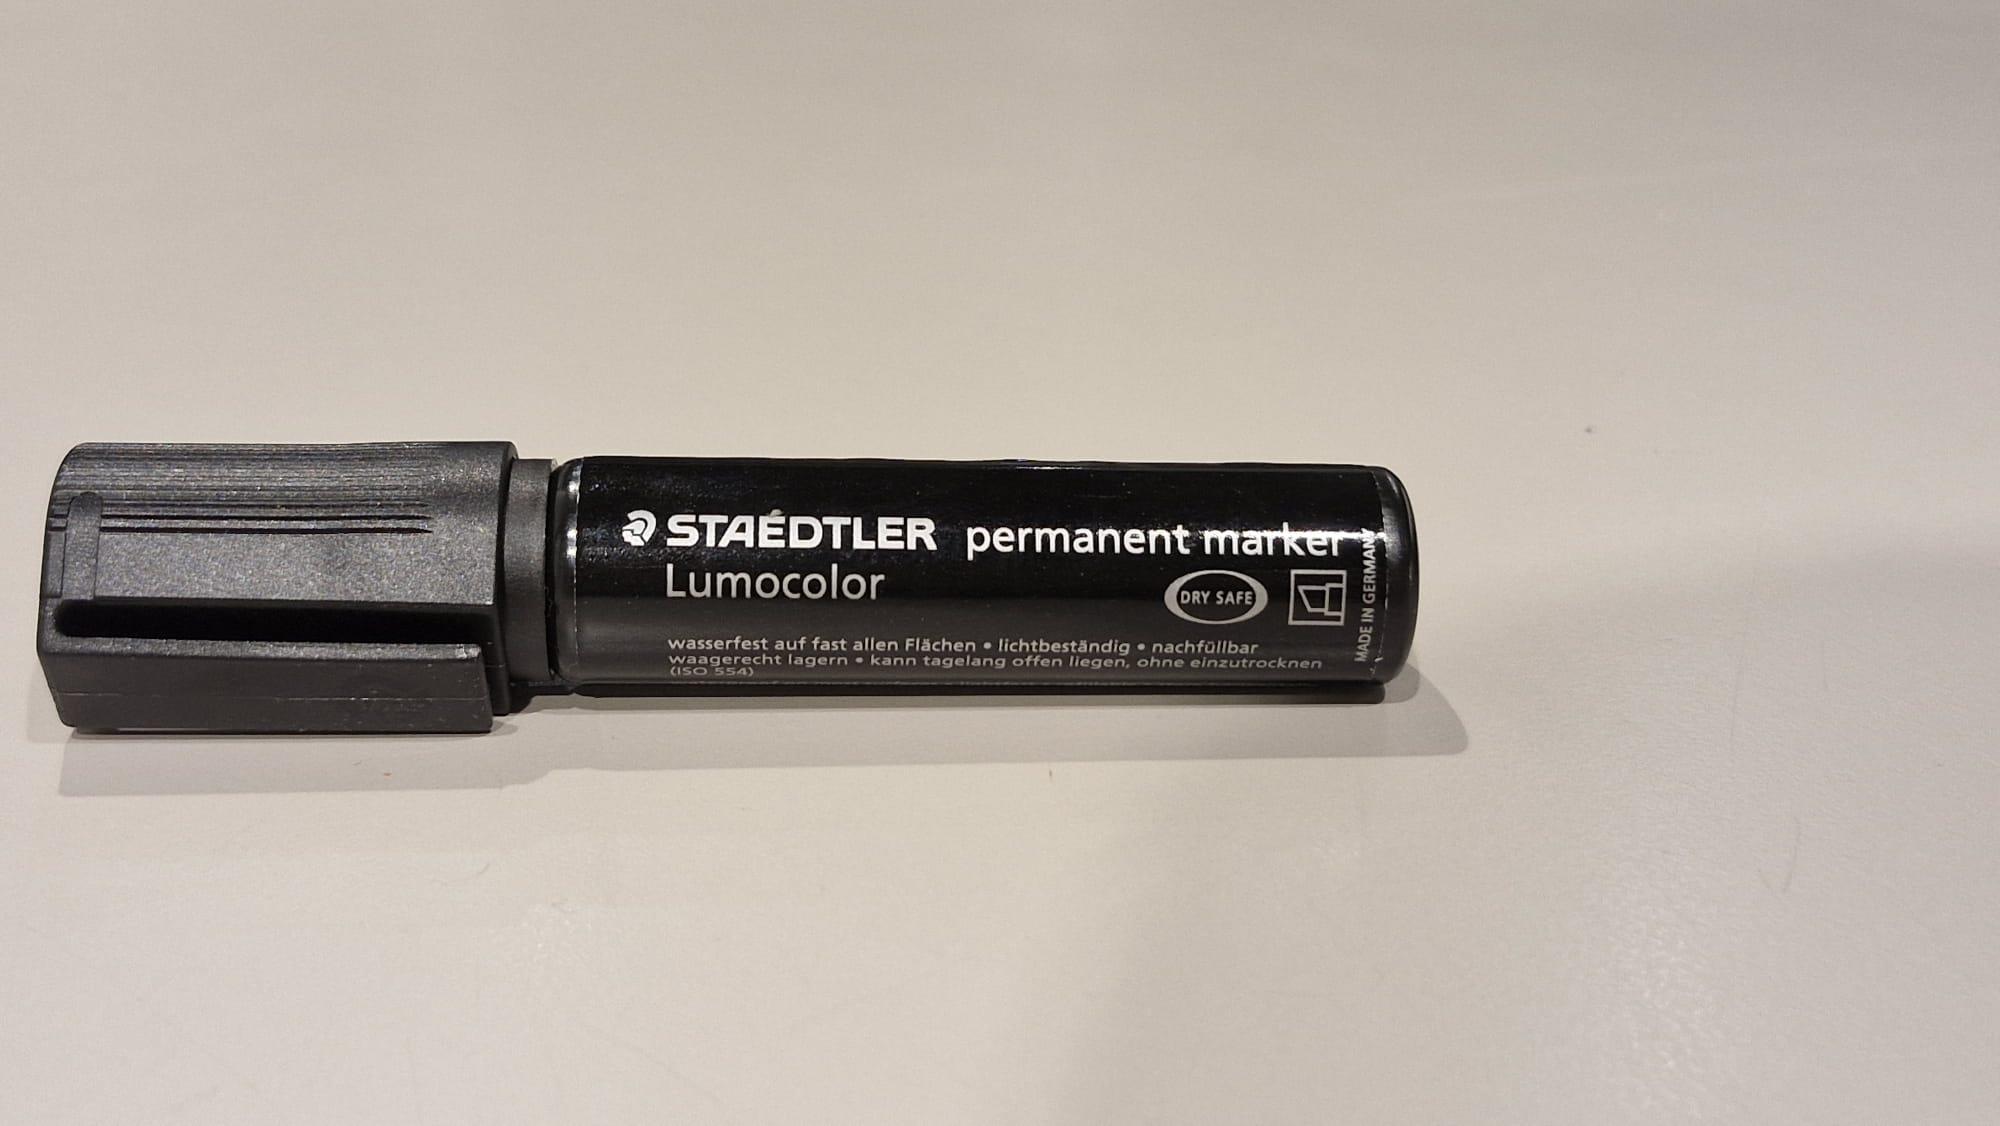 STAEDTLER permanent marker
Lumocolor
DRY SAFE
MADE IN GERMANY
wasserfest auf fast allen Flächen • lichtbeständig • nachfüllbar
waagerecht lagern • kann tagelang offen liegen, ohne einzutrocknen
(ISO 554)